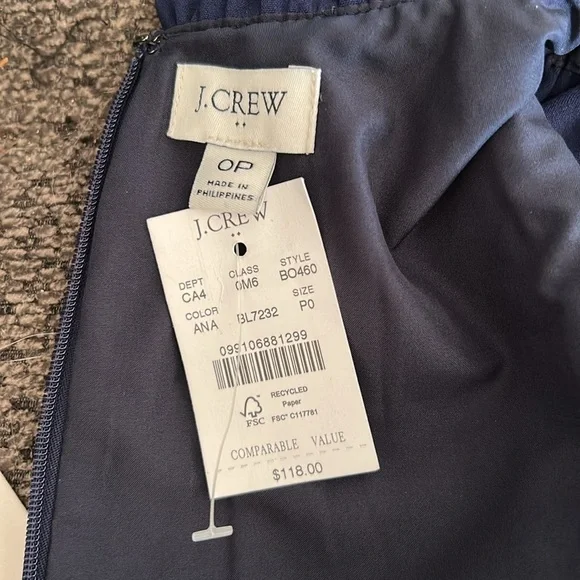 J.CREW
OP
MADE IN
PHILIPPINES
J.CREW
DEPT CLASS STYLE
CA4 0M6 BO460
COLOR SIZE
ANA BL7232 P0
099106881299
RECYCLED
Paper
FSC FSC® C117781
COMPARABLE VALUE
$118.00